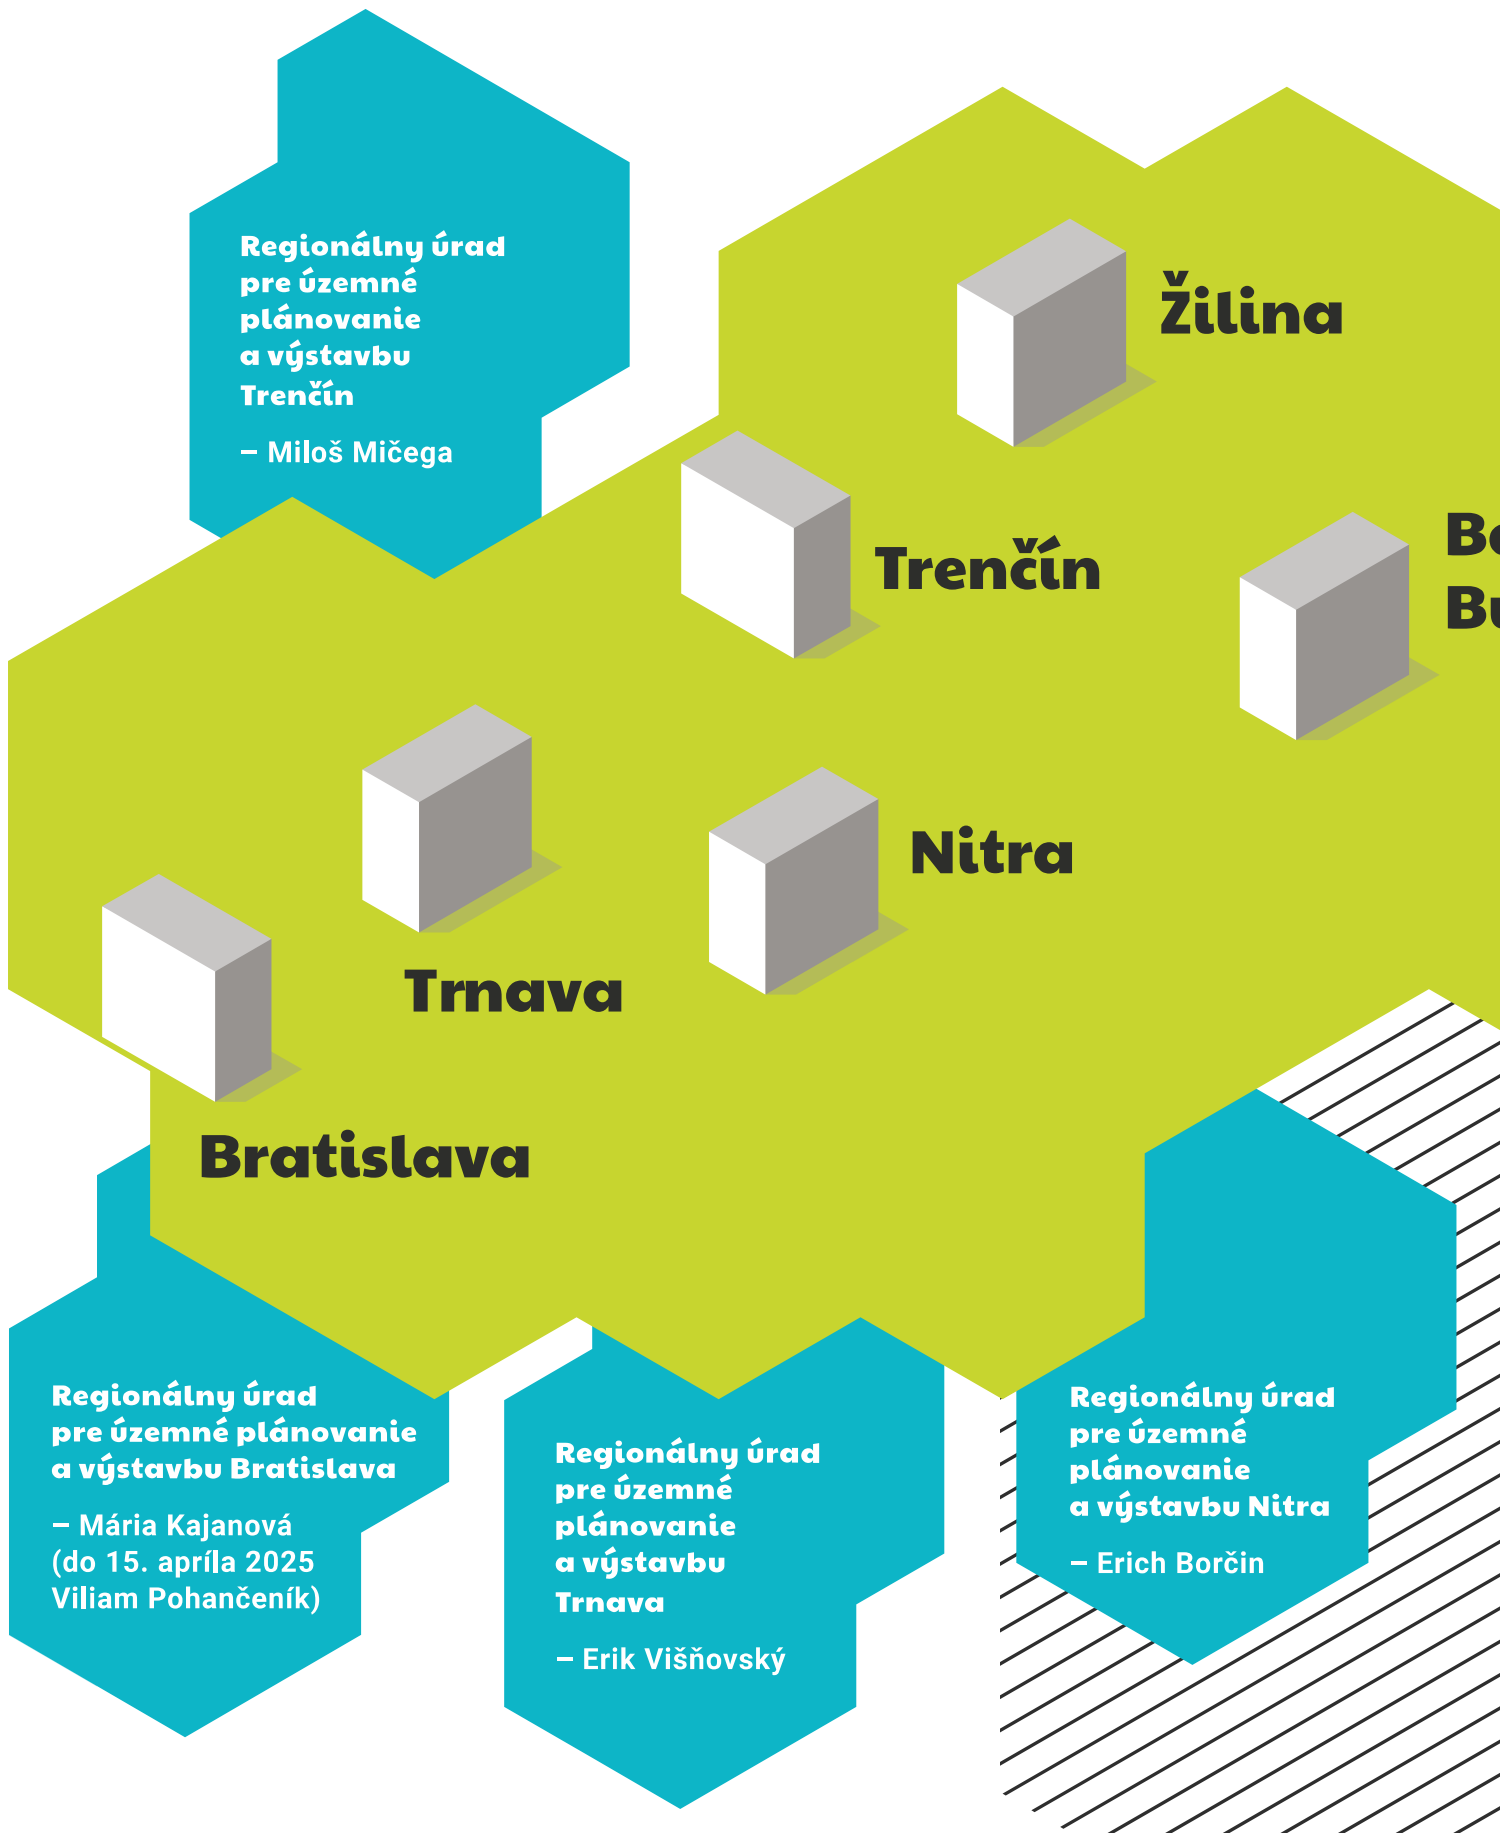 Regionálny úrad
pre územné
plánovanie
a výstavbu
Trenčín
– Miloš Mičega
Žilina
Trenčín
Nitra
Trnava
Bratislava
Regionálny úrad
pre územné plánovanie
a výstavbu Bratislava
– Mária Kajanová
(do 15. apríla 2025
Viliam Pohančeník)
Regionálny úrad
pre územné
plánovanie
a výstavbu
Trnava
– Erik Višňovský
Regionálny úrad
pre územné
plánovanie
a výstavbu Nitra
– Erich Borčin